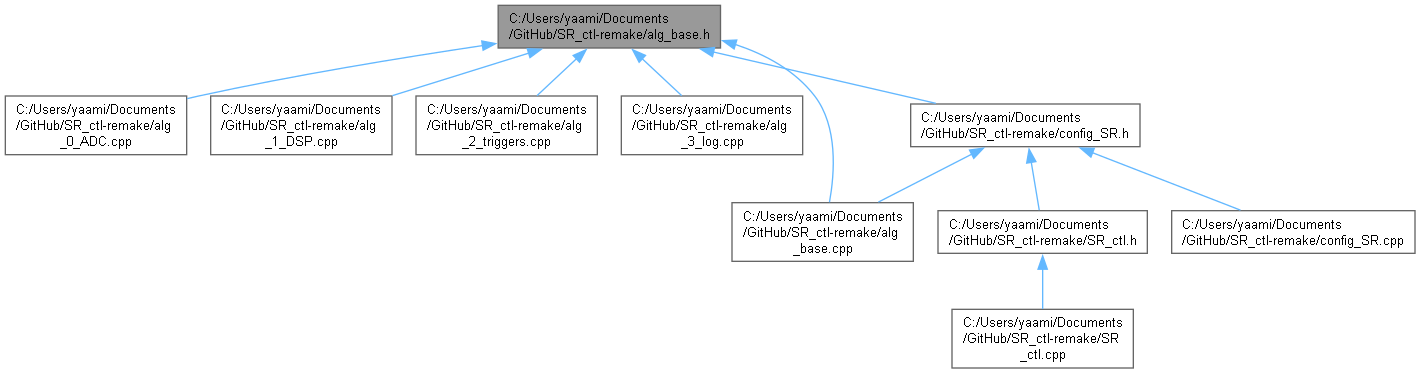 C:/Users/yaami/Documents
/GitHub/SR_ctl-remake/alg_base.h
C:/Users/yaami/Documents
/GitHub/SR_ctl-remake/alg
_0_ADC.cpp
C:/Users/yaami/Documents
/GitHub/SR_ctl-remake/alg
_1_DSP.cpp
C:/Users/yaami/Documents
/GitHub/SR_ctl-remake/alg
_2_triggers.cpp
C:/Users/yaami/Documents
/GitHub/SR_ctl-remake/alg
_3_log.cpp
C:/Users/yaami/Documents
/GitHub/SR_ctl-remake/config_SR.h
C:/Users/yaami/Documents
/GitHub/SR_ctl-remake/alg
_base.cpp
C:/Users/yaami/Documents
/GitHub/SR_ctl-remake/SR_ctl.h
C:/Users/yaami/Documents
/GitHub/SR_ctl-remake/config_SR.cpp
C:/Users/yaami/Documents
/GitHub/SR_ctl-remake/SR
_ctl.cpp